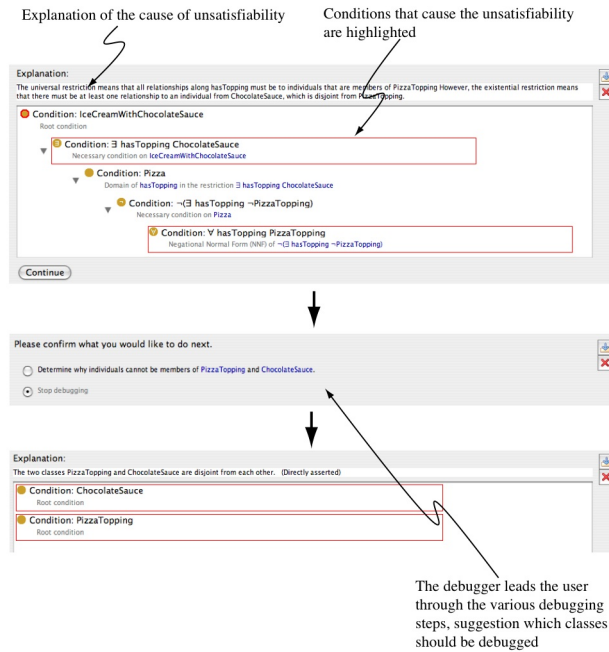 Explanation of the cause of unsatisfiability
Conditions that cause the unsatisfiability
are highlighted
Explanation:
The universal restriction means that all relationships along hasTopping must be to individuals that are members of PizzaTopping However, the existential restriction means
that there must be at least one relationship to an individual from ChocolateSauce, which is disjoint from PizzaTopping.
Condition: IceCreamWithChocolateSauce
Root condition
∃ Condition: ∃ hasTopping ChocolateSauce
Necessary condition on IceCreamWithChocolateSauce
Condition: Pizza
Domain of hasTopping in the restriction ∃ hasTopping ChocolateSauce
¬ Condition: ¬(∃ hasTopping ¬PizzaTopping)
Necessary condition on Pizza
∀ Condition: ∀ hasTopping PizzaTopping
Negational Normal Form (NNF) of ¬(∃ hasTopping ¬PizzaTopping)
Continue
Please confirm what you would like to do next.
Determine why individuals cannot be members of PizzaTopping and ChocolateSauce.
Stop debugging
Explanation:
The two classes PizzaTopping and ChocolateSauce are disjoint from each other. (Directly asserted)
Condition: ChocolateSauce
Root condition
Condition: PizzaTopping
Root condition
The debugger leads the user
through the various debugging
steps, suggestion which classes
should be debugged